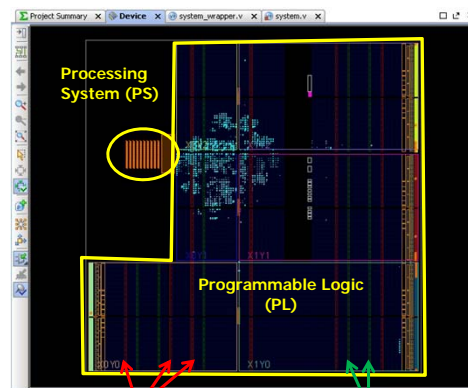 Project Summary
Device
system_wrapper.v
system.v
Processing
System (PS)
X1Y1
Programmable Logic
(PL)
X0Y0
X1Y0